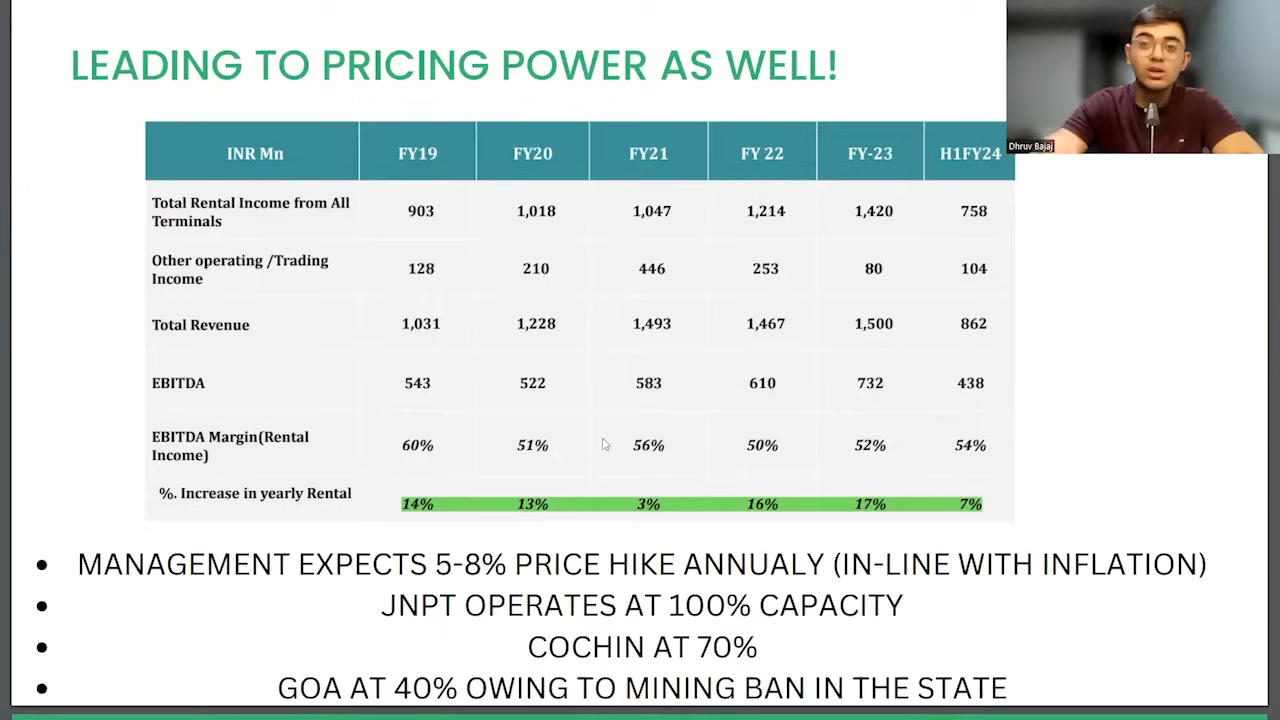 LEADING TO PRICING POWER AS WELL!
Dhruv Bajaj
INR Mn FY19 FY20 FY21 FY 22 FY-23 H1FY24
Total Rental Income from All
Terminals 903 1,018 1,047 1,214 1,420 758
Other operating /Trading
Income 128 210 446 253 80 104
Total Revenue 1,031 1,228 1,493 1,467 1,500 862
EBITDA 543 522 583 610 732 438
EBITDA Margin(Rental
Income) 60% 51% 56% 50% 52% 54%
%. Increase in yearly Rental 14% 13% 3% 16% 17% 7%
• MANAGEMENT EXPECTS 5-8% PRICE HIKE ANNUALY (IN-LINE WITH INFLATION)
• JNPT OPERATES AT 100% CAPACITY
• COCHIN AT 70%
• GOA AT 40% OWING TO MINING BAN IN THE STATE